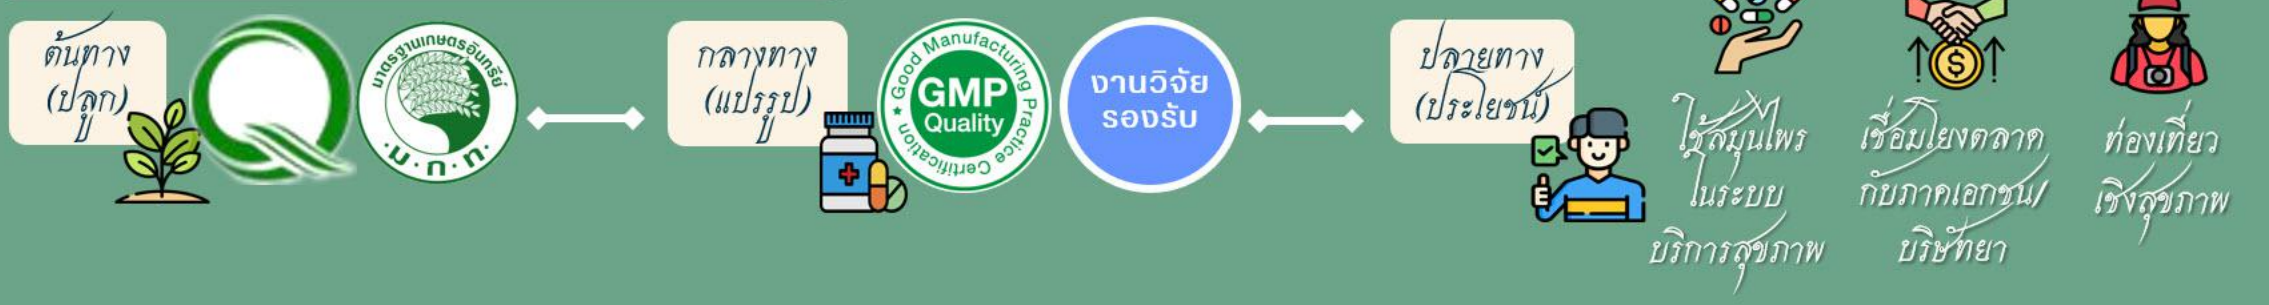 ต้นทาง
(ปลูก)
Q
มาตรฐานเกษตรอินทรีย์
ม.ก.ท.
กลางทาง
(แปรรูป)
Good Manufacturing Practice Certification
GMP
Quality
งานวิจัย
รองรับ
ปลายทาง
(ประโยชน์)
ใช้สมุนไพร
ในระบบ
บริการสุขภาพ
เชื่อมโยงตลาด
กับภาคเอกชน/
บริษัทยา
ท่องเที่ยว
เชิงสุขภาพ